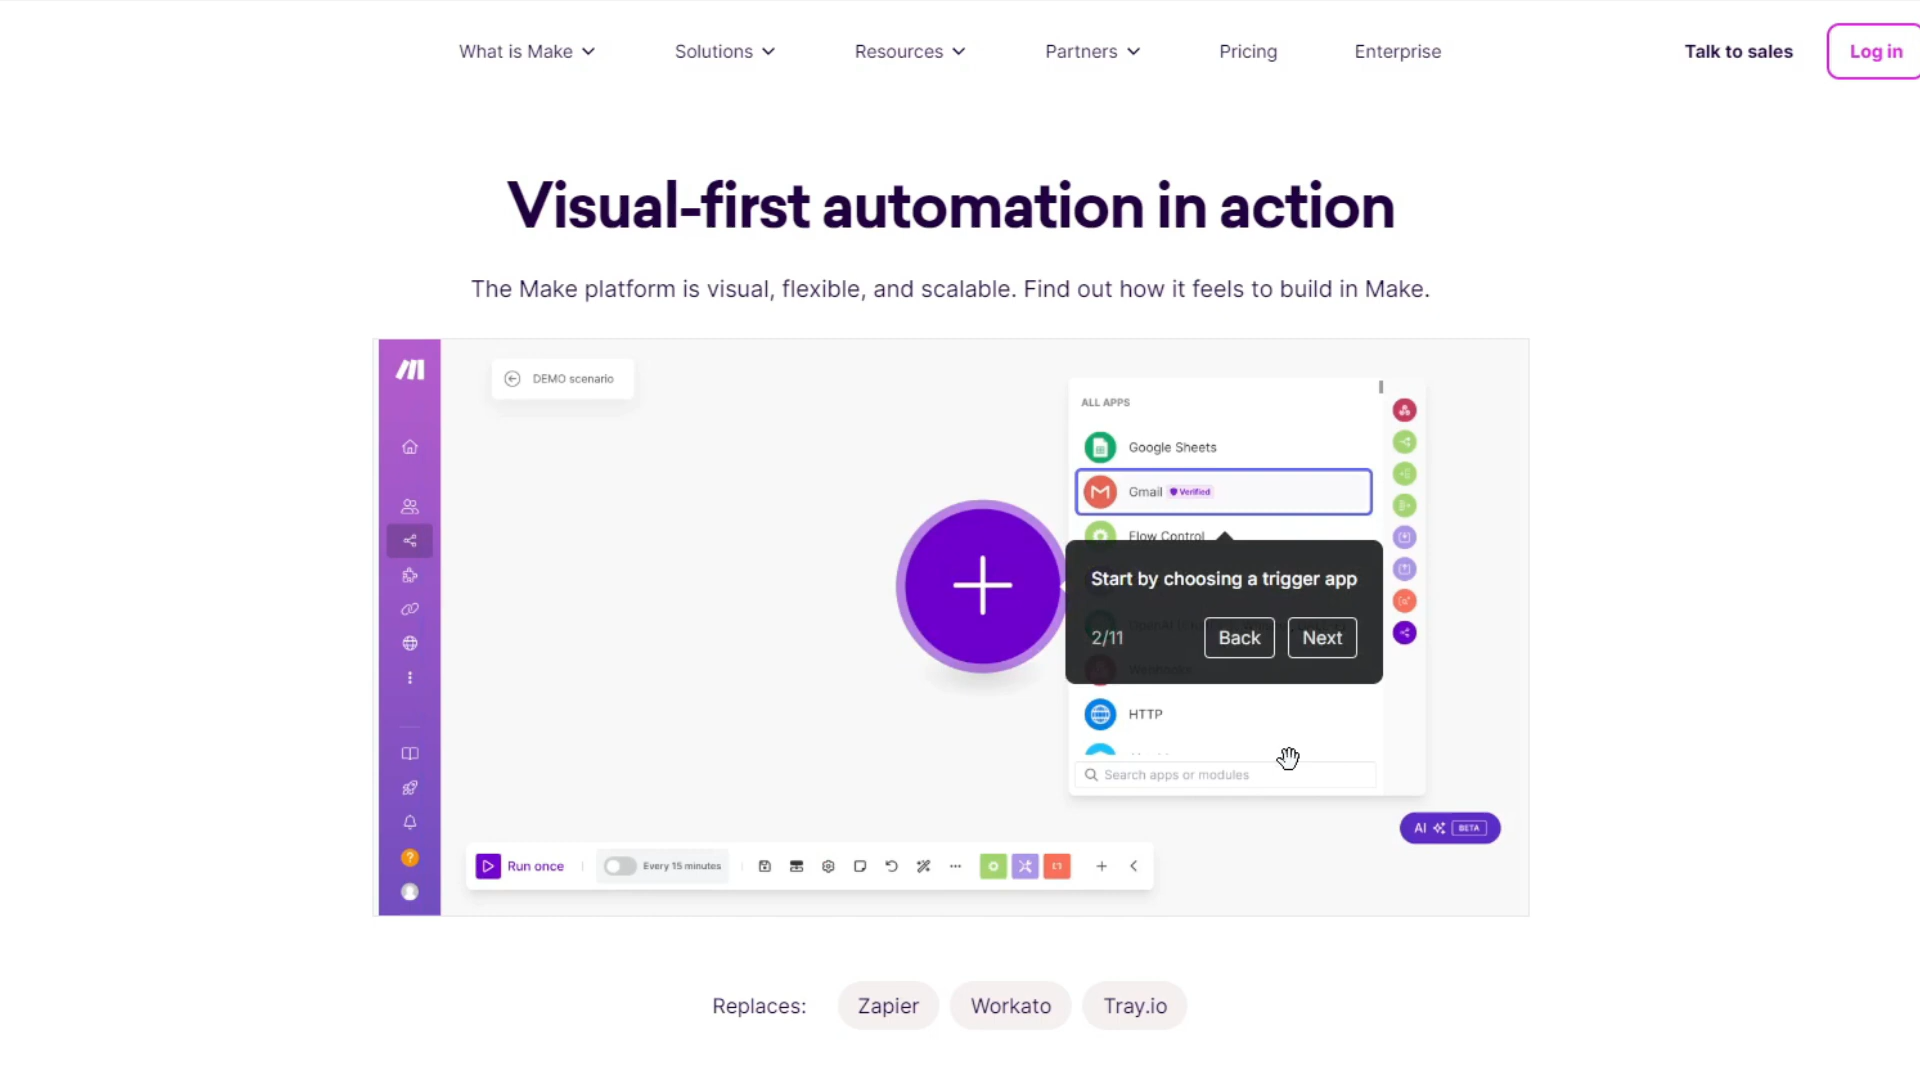 What is Make
Solutions
Resources
Partners
Pricing
Enterprise
Talk to sales
Log in
Visual-first automation in action
The Make platform is visual, flexible, and scalable. Find out how it feels to build in Make.
DEMO scenario
ALL APPS
Google Sheets
Gmail Verified
Flow Control
Start by choosing a trigger app
2/11
Back
Next
Webhooks
HTTP
Search apps or modules
AI BETA
Run once
Every 15 minutes
Replaces:
Zapier
Workato
Tray.io